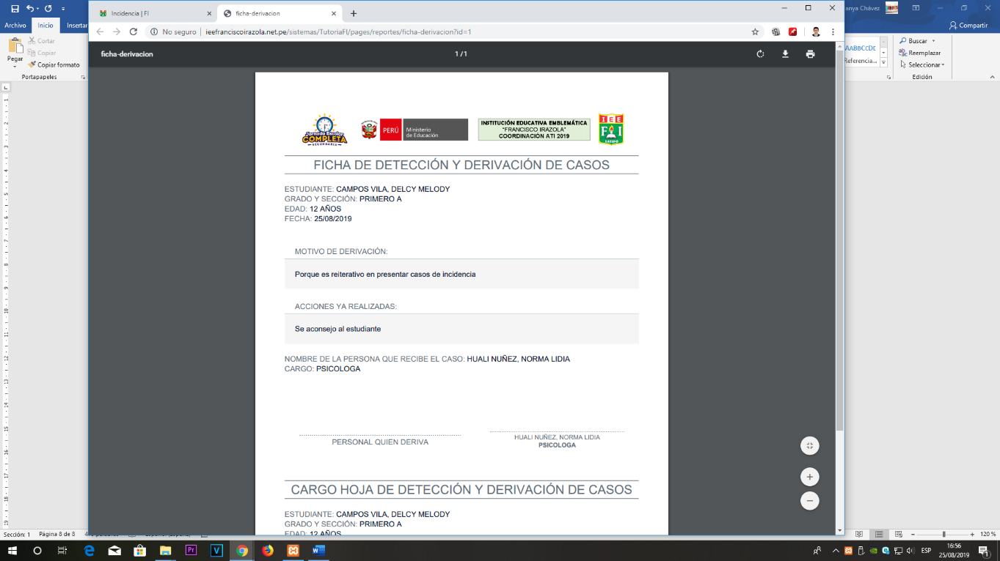 Incidencia | FI
ficha-derivacion
anya Chávez
Archivo Inicio Insertar
Compartir
No seguro | ieefranciscoirazola.net.pe/sistemas/TutoriaFI/pages/reportes/ficha-derivacion?id=1
Pegar
Cortar
Copiar
Copiar formato
Portapapeles
AABBCCDI
Referencia...
Buscar
Reemplazar
Seleccionar
Edición
ficha-derivacion 1 / 1
Jornada Escolar
COMPLETA
SECUNDARIA
PERÚ
Ministerio
de Educación
INSTITUCIÓN EDUCATIVA EMBLEMÁTICA
"FRANCISCO IRAZOLA"
COORDINACIÓN ATI 2019
I E E
F I
SATIPO
FICHA DE DETECCIÓN Y DERIVACIÓN DE CASOS
ESTUDIANTE: CAMPOS VILA, DELCY MELODY
GRADO Y SECCIÓN: PRIMERO A
EDAD: 12 AÑOS
FECHA: 25/08/2019
MOTIVO DE DERIVACIÓN:
Porque es reiterativo en presentar casos de incidencia
ACCIONES YA REALIZADAS:
Se aconsejo al estudiante
NOMBRE DE LA PERSONA QUE RECIBE EL CASO: HUALI NUÑEZ, NORMA LIDIA
CARGO: PSICOLOGA
PERSONAL QUIEN DERIVA
HUALI NUÑEZ, NORMA LIDIA
PSICOLOGA
CARGO HOJA DE DETECCIÓN Y DERIVACIÓN DE CASOS
ESTUDIANTE: CAMPOS VILA, DELCY MELODY
GRADO Y SECCIÓN: PRIMERO A
EDAD: 12 AÑOS
Sección: 1 Página 8 de 8
120 %
ESP
16:56
25/08/2019